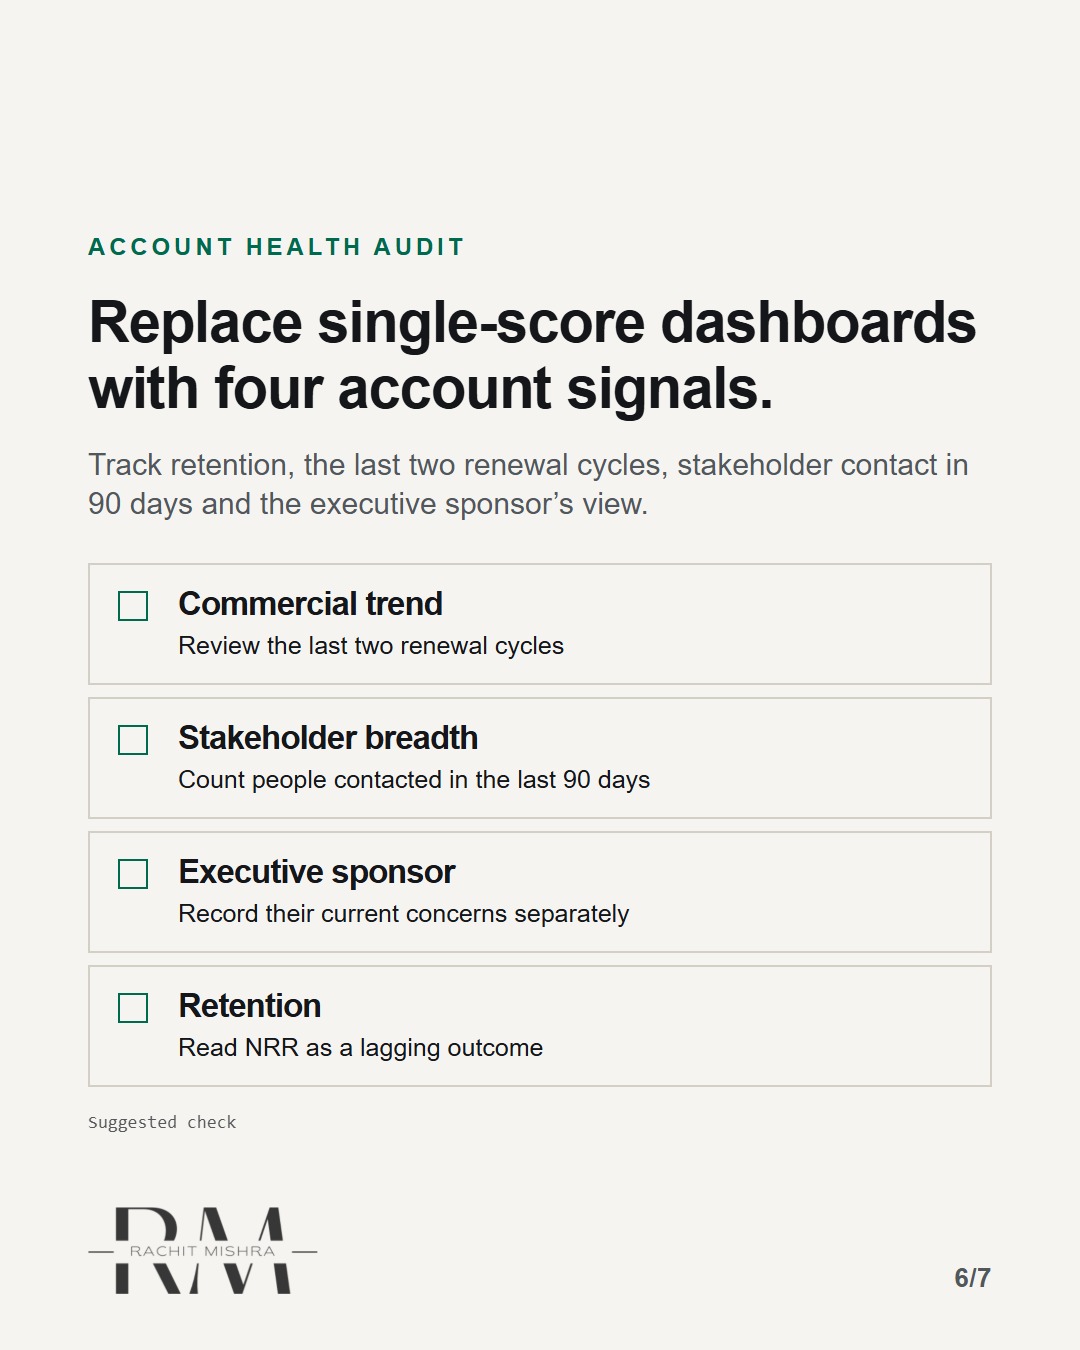 ACCOUNT HEALTH AUDIT
Replace single-score dashboards
with four account signals.
Track retention, the last two renewal cycles, stakeholder contact in
90 days and the executive sponsor’s view.
Commercial trend
Review the last two renewal cycles
Stakeholder breadth
Count people contacted in the last 90 days
Executive sponsor
Record their current concerns separately
Retention
Read NRR as a lagging outcome
Suggested check
RM
RACHIT MISHRA
6/7